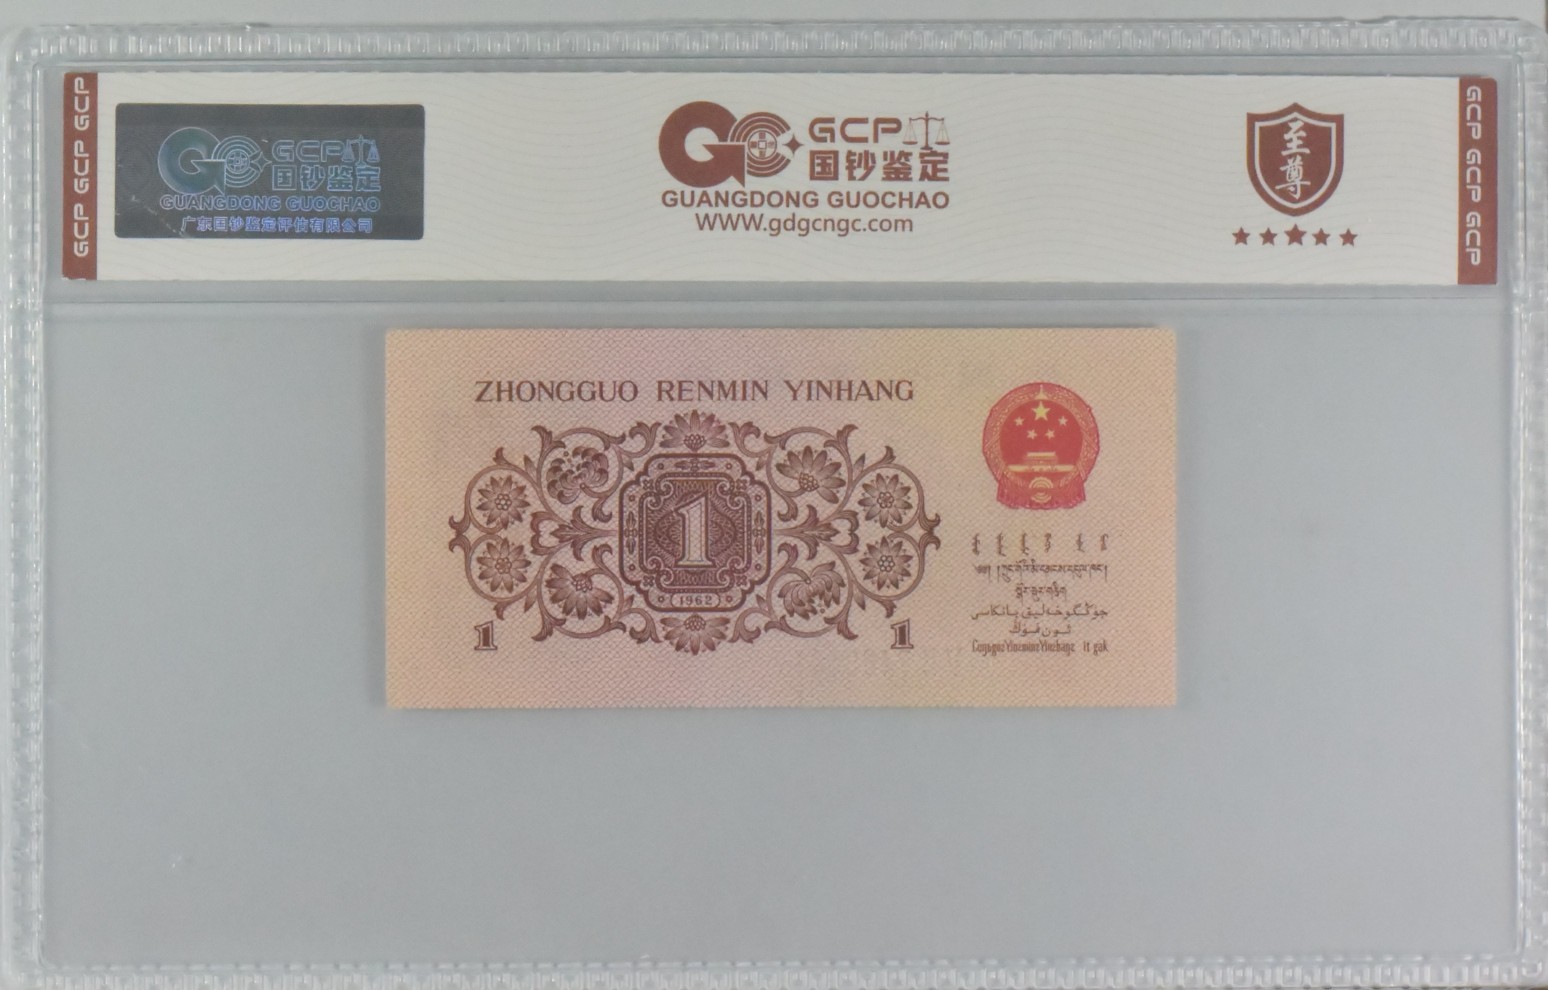 GCP GCP GCP
GCP
国钞鉴定
GUANGDONG GUOCHAO
广东国钞鉴定评估有限公司
GCP
国钞鉴定
GUANGDONG GUOCHAO
WWW.gdgcngc.com
至尊
GCP GCP GCP
ZHONGGUO RENMIN YINHANG
1
1962
1
1
جۇڭگوخەلىق بانكاسى